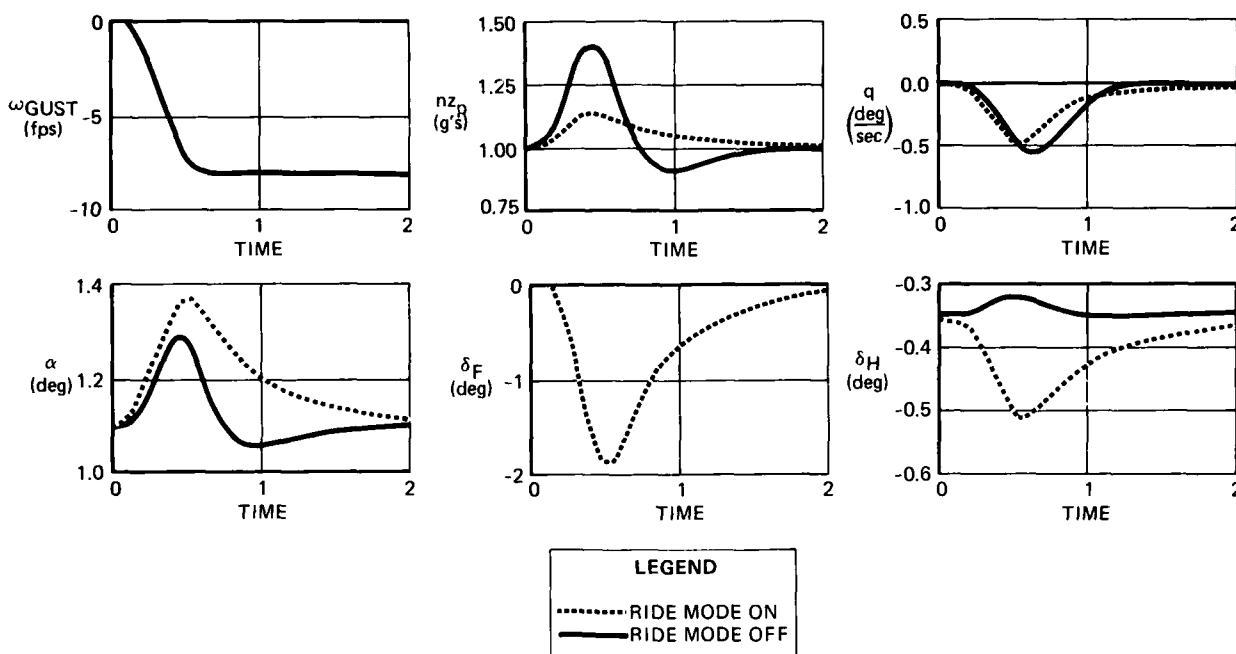 0
-5
-10
ωGUST
(fps)
0
1
2
TIME
1.50
1.25
1.00
0.75
nzp
(g's)
0
1
2
TIME
0.5
0.0
-0.5
-1.0
q
(deg
sec)
0
1
2
TIME
1.4
1.2
1.0
α
(deg)
0
1
2
TIME
0
-1
-2
δF
(deg)
0
1
2
TIME
-0.3
-0.4
-0.5
-0.6
δH
(deg)
0
1
2
TIME
LEGEND
RIDE MODE ON
RIDE MODE OFF